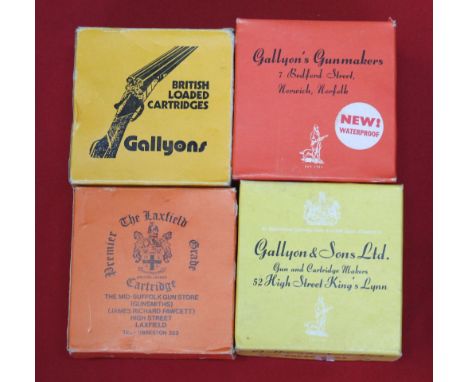 BRITISH
LOADED
CARTRIDGES
Gallyons
Gallyon's Gunmakers
7 Bedford Street,
Norwich, Norfolk
NEW!
WATERPROOF
The Laxfield
Premier
Grade
Cartridge
THE MID-SUFFOLK GUN STORE
(GUNSMITHS)
(JAMES RICHARD FAWCETT)
HIGH STREET
LAXFIELD
Gallyon & Sons Ltd.
Gun and Cartridge Makers
52 High Street King's Lynn